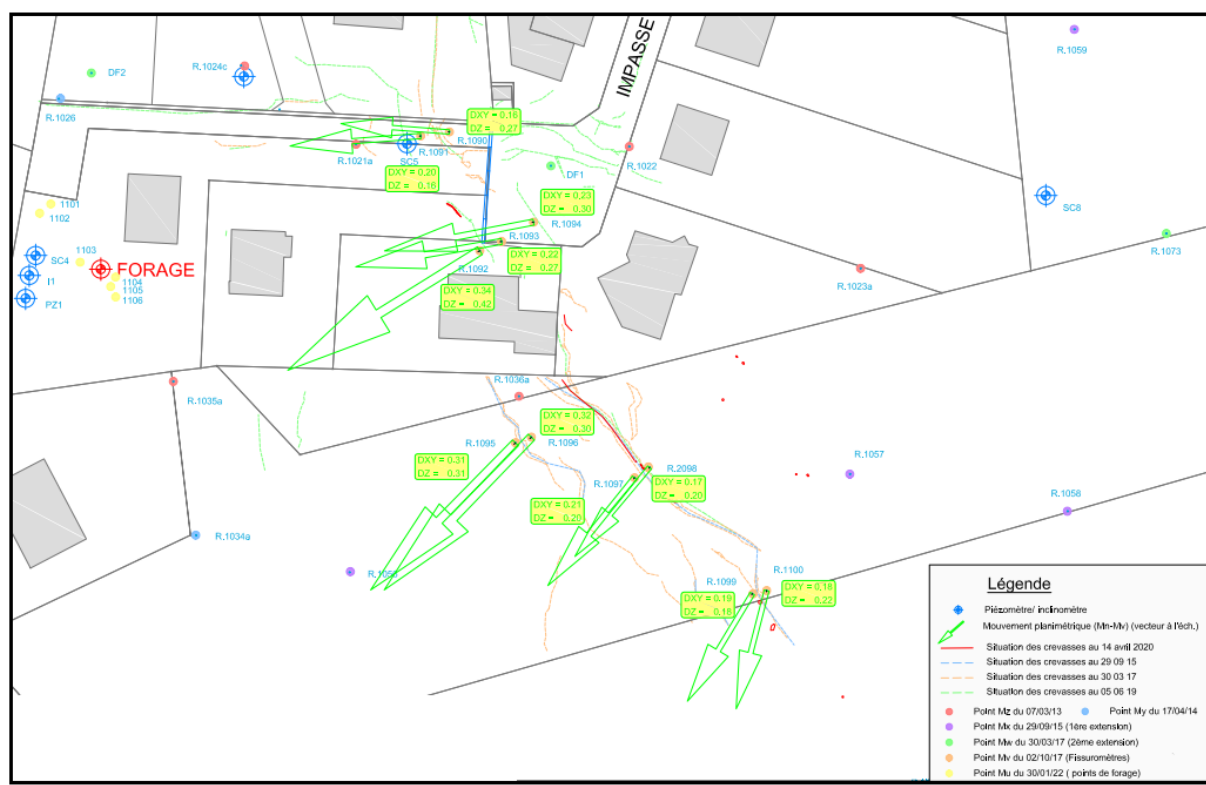 IMPASSE
R.1059
R.1024c
DF2
R.1026
DXY = 0,16
DZ = 0,27
R.1090
R.1091
R.1021a
SC5
R.1022
DF1
DXY = 0,20
DZ = 0,16
DXY = 0,23
DZ = 0,30
SC8
1101
1102
R.1094
R.1093
R.1073
1103
SC4
FORAGE
R.1092
DXY = 0,22
DZ = 0,27
I1
1104
1105
1106
PZ1
DXY = 0,34
DZ = 0,42
R.1023a
R.1036a
R.1035a
DXY = 0,32
DZ = 0,30
R.1095
R.1096
DXY = 0,31
DZ = 0,31
R.1057
R.2098
R.1097
DXY = 0,17
DZ = 0,20
DXY = 0,21
DZ = 0,20
R.1058
R.1034a
R.1099
R.1100
DXY = 0,19
DZ = 0,18
DXY = 0,18
DZ = 0,22
Légende
Piézomètre/ inclinomètre
Mouvement planimétrique (Mn-Mv) (vecteur à l'éch.)
Situation des crevasses au 14 avril 2020
Situation des crevasses au 29 09 15
Situation des crevasses au 30 03 17
Situation des crevasses au 05 06 19
Point Mz du 07/03/13 Point My du 17/04/14
Point Mx du 29/09/15 (1ère extension)
Point Mw du 30/03/17 (2ème extension)
Point Mv du 02/10/17 (Fissuromètres)
Point Mu du 30/01/22 ( points de forage)